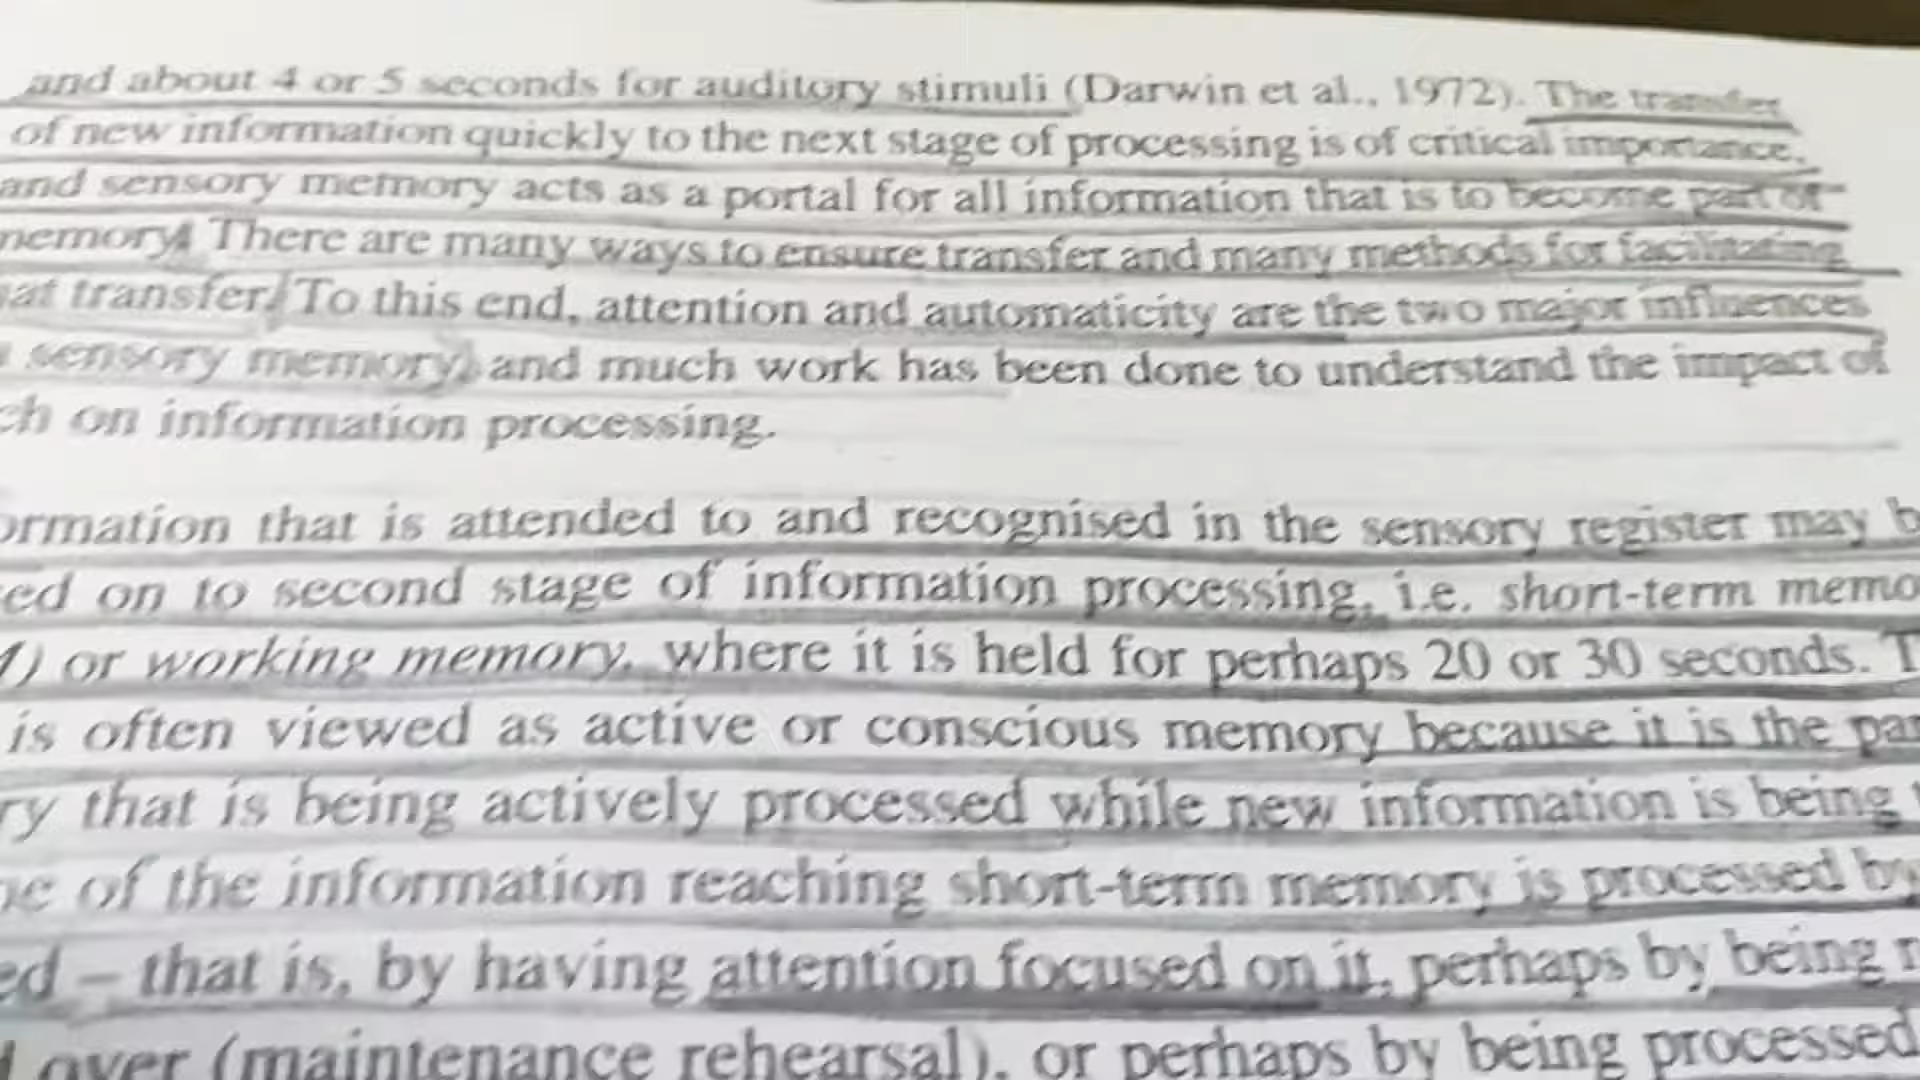 and about 4 or 5 seconds for auditory stimuli (Darwin et al., 1972). The transfer
of new information quickly to the next stage of processing is of critical importance,
and sensory memory acts as a portal for all information that is to become part of
memory. There are many ways to ensure transfer and many methods for facilitating
transfer. To this end, attention and automaticity are the two major influences
sensory memory, and much work has been done to understand the impact of
on information processing.
that is attended to and recognised in the sensory register may
on to second stage of information processing, i.e. short-term
or working memory, where it is held for perhaps 20 or 30 seconds.
is often viewed as active or conscious memory because it is the
that is being actively processed while new information is being
of the information reaching short-term memory is processed by
– that is, by having attention focused on it, perhaps by being
over (maintenance rehearsal), or perhaps by being processed